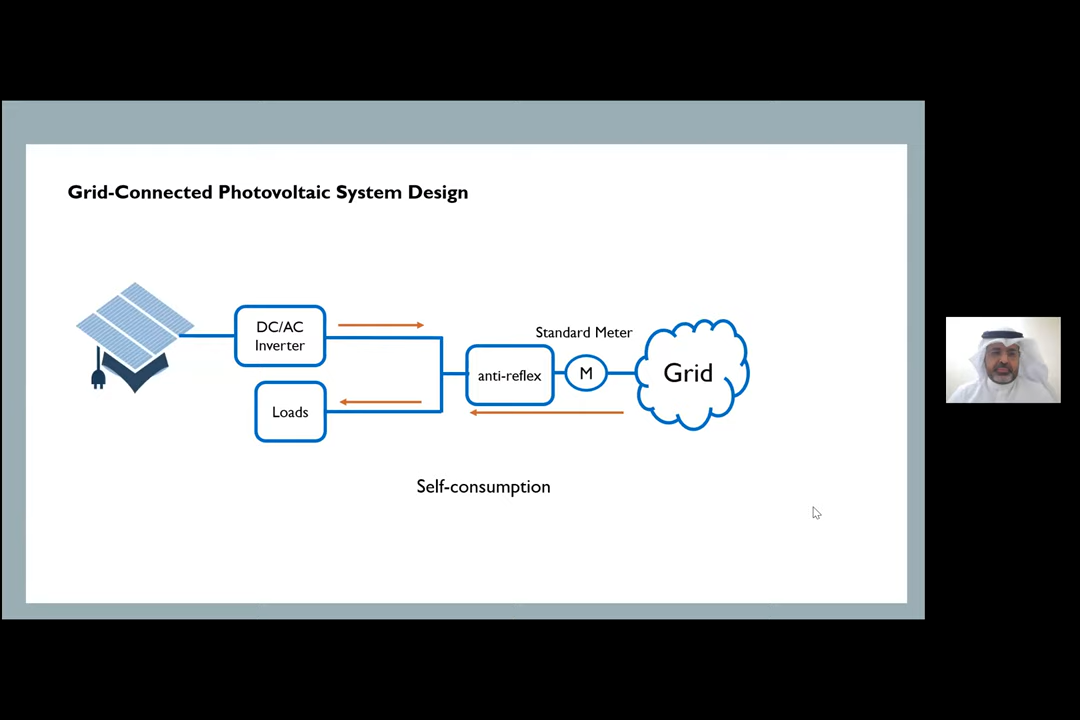 Grid-Connected Photovoltaic System Design
DC/AC
Inverter
Standard Meter
anti-reflex
M
Grid
Loads
Self-consumption